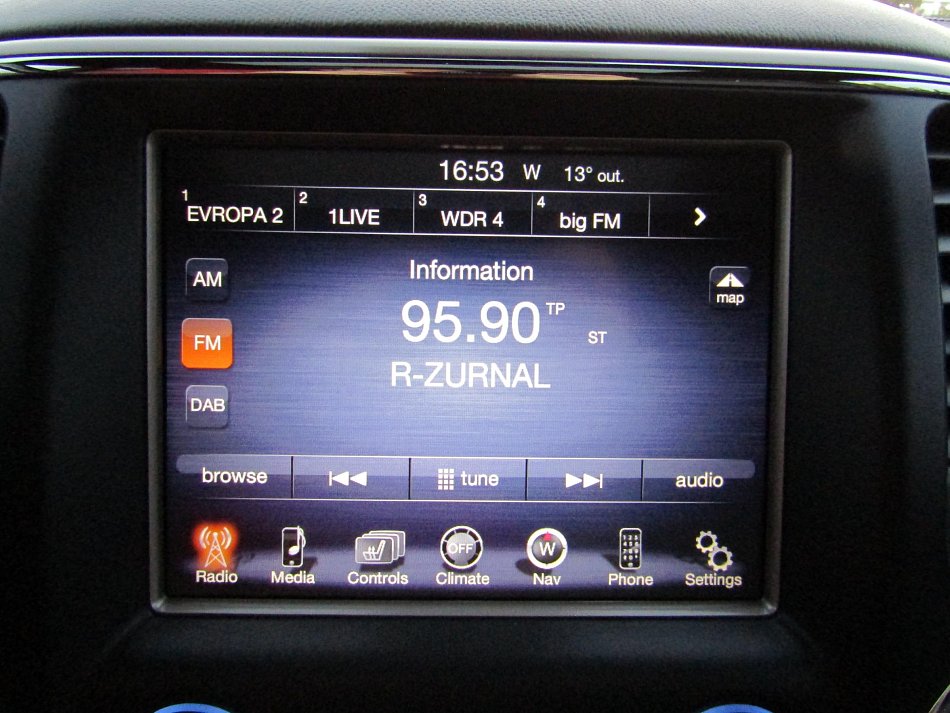 16:53 W 13° out.
1 EVROPA 2 2 1LIVE 3 WDR 4 4 big FM
AM Information map
95.90 TP
FM ST
R-ZURNAL
DAB
browse tune audio
OFF W
Radio Media Controls Climate Nav Phone Settings